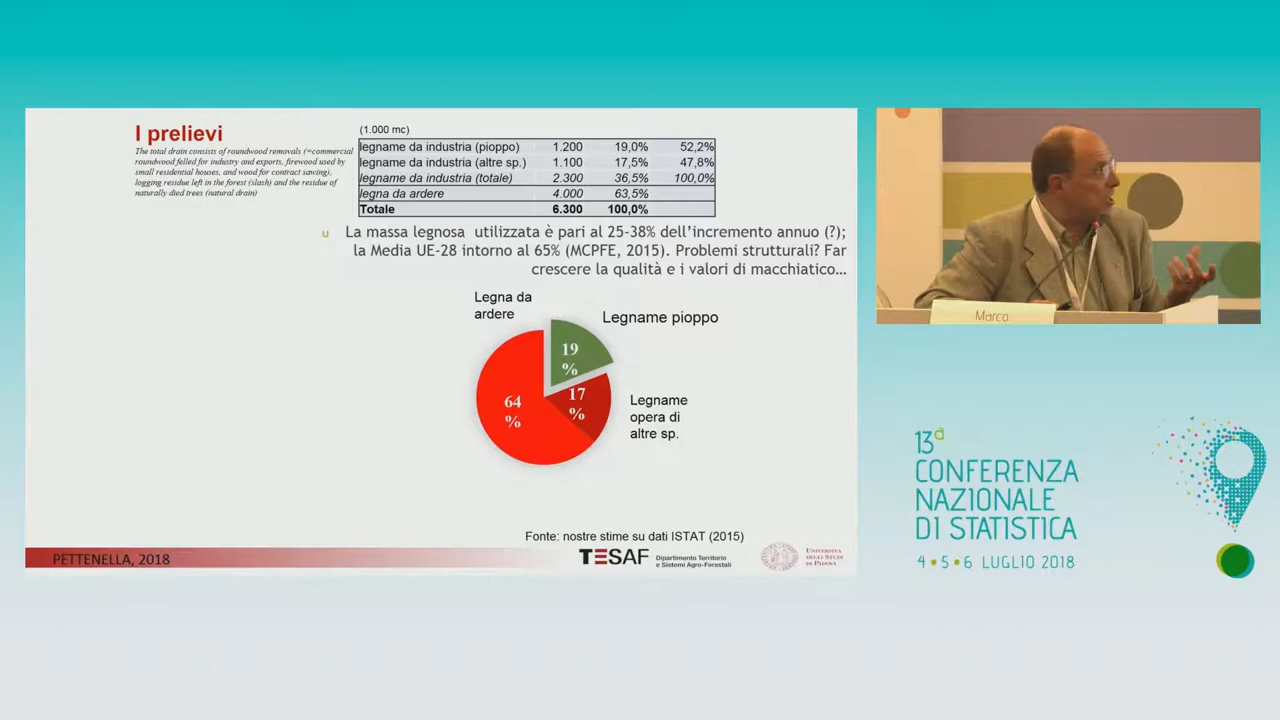 I prelievi
The total drain consists of roundwood removals (=commercial
roundwood felled for industry and exports, firewood used by
small residential houses, and wood for contract sawing),
logging residue left in the forest (slash) and the residue of
naturally died trees (natural drain)
(1.000 mc)
legname da industria (pioppo) 1.200 19,0% 52,2%
legname da industria (altre sp.) 1.100 17,5% 47,8%
legname da industria (totale) 2.300 36,5% 100,0%
legna da ardere 4.000 63,5%
Totale 6.300 100,0%
u La massa legnosa utilizzata è pari al 25-38% dell’incremento annuo (?);
la Media UE-28 intorno al 65% (MCPFE, 2015). Problemi strutturali? Far
crescere la qualità e i valori di macchiatico…
Legna da
ardere
Legname pioppo
19
%
17
%
64
%
Legname
opera di
altre sp.
Fonte: nostre stime su dati ISTAT (2015)
PETTENELLA, 2018
TESAF
Dipartimento Territorio
e Sistemi Agro-Forestali
UNIVERSITÀ
DEGLI STUDI
DI PADOVA
Marco
13ª
CONFERENZA
NAZIONALE
DI STATISTICA
4•5•6 LUGLIO 2018